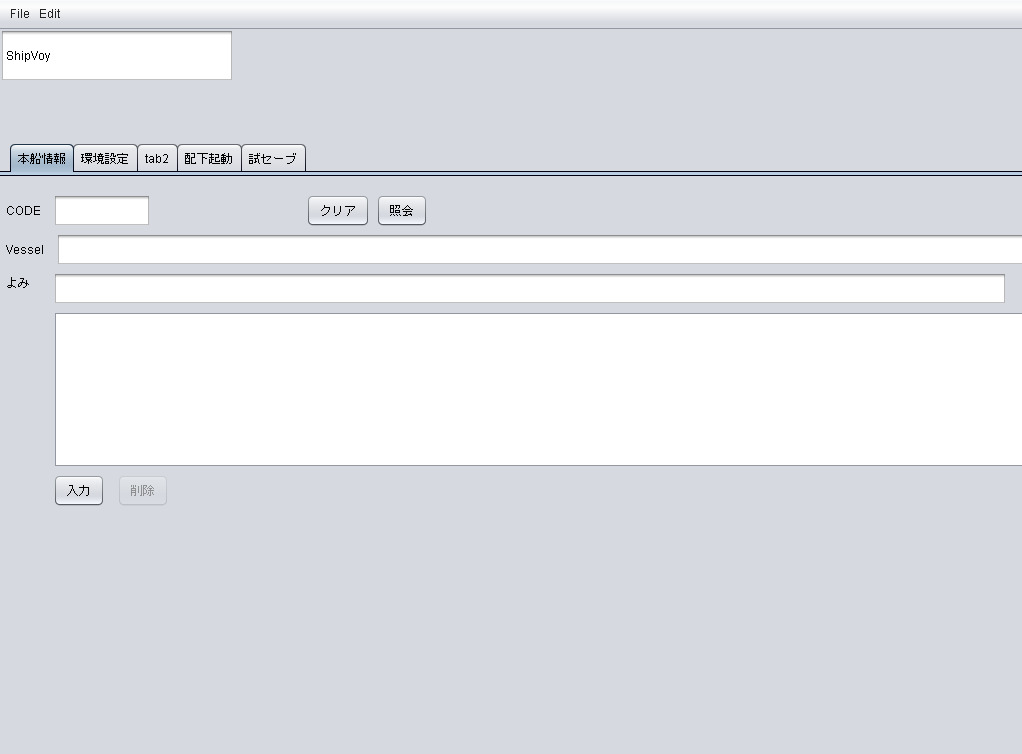 File Edit
ShipVoy
本船情報 環境設定 tab2 配下起動 試セーブ
CODE クリア 照会
Vessel
よみ
入力 削除